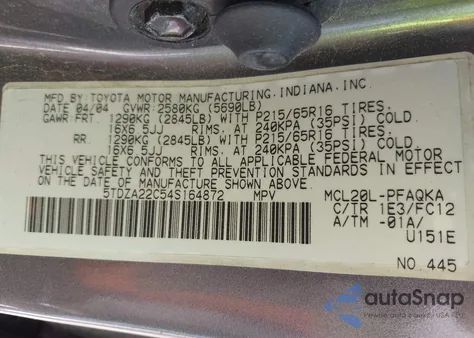 MFD.BY:TOYOTA MOTOR MANUFACTURING,INDIANA,INC.
DATE 04/04 GVWR:2580KG (5690LB)
GAWR:FRT. 1290KG (2845LB) WITH P215/65R16 TIRES.
16X6.5JJ RIMS. AT 240KPA (35PSI) COLD.
RR. 1290KG (2845LB) WITH P215/65R16 TIRES.
16X6.5JJ RIMS. AT 240KPA (35PSI) COLD.
THIS VEHICLE CONFORMS TO ALL APPLICABLE FEDERAL MOTOR
VEHICLE SAFETY AND THEFT PREVENTION STANDARDS IN EFFECT
ON THE DATE OF MANUFACTURE SHOWN ABOVE.
5TDZA22C54S164872 MPV MCL20L-PFAQKA
C/TR 1E3/FC12
A/TM -01A/
U151E
NO.445
autoSnap